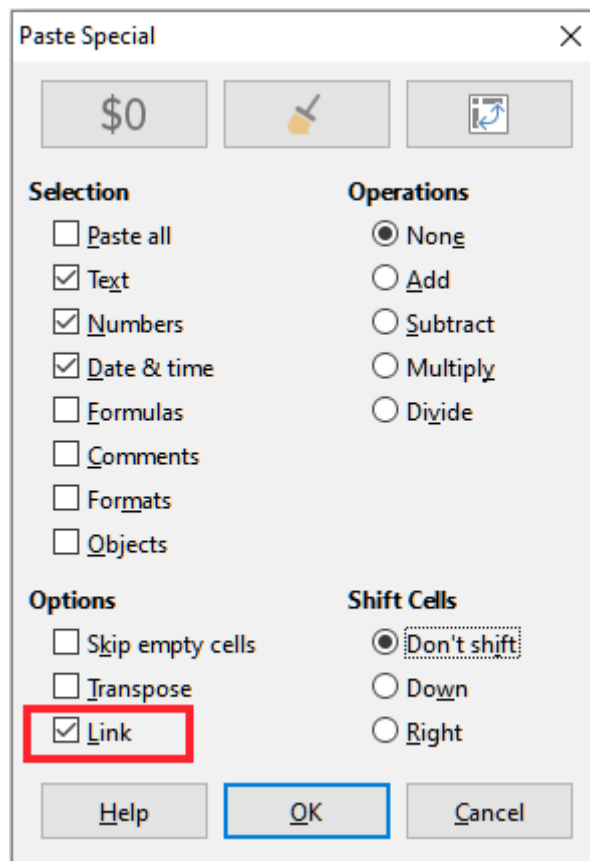 Paste Special
$0
Selection
Paste all
Text
Numbers
Date & time
Formulas
Comments
Formats
Objects
Operations
None
Add
Subtract
Multiply
Divide
Options
Skip empty cells
Transpose
Link
Shift Cells
Don't shift
Down
Right
Help
OK
Cancel